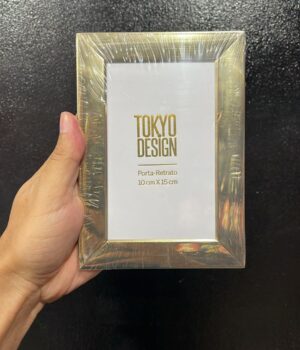 TOKYO
DESIGN
Porta-Retrato
10 cm X 15 cm